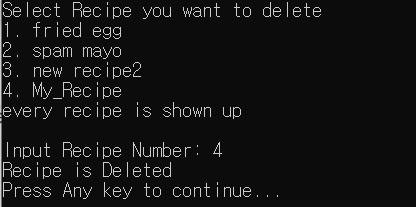 Select Recipe you want to delete
1. fried egg
2. spam mayo
3. new recipe2
4. My_Recipe
every recipe is shown up
Input Recipe Number: 4
Recipe is Deleted
Press Any key to continue...